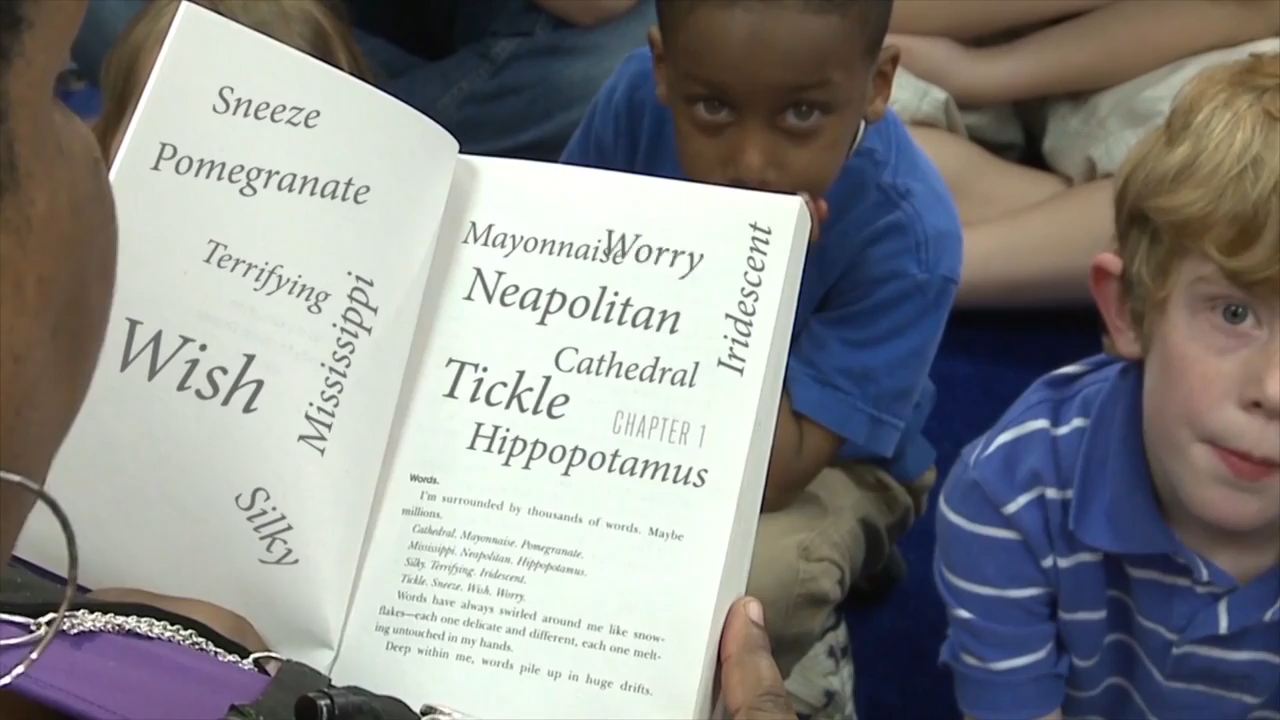 Sneeze
Pomegranate
Terrifying
Mississippi
Wish
Silky
Mayonnaise
Worry
Iridescent
Neapolitan
Cathedral
Tickle
CHAPTER 1
Hippopotamus
Words.
I'm surrounded by thousands of words. Maybe
millions.
Cathedral. Mayonnaise. Pomegranate.
Mississippi. Neapolitan. Hippopotamus.
Silky. Terrifying. Iridescent.
Tickle. Sneeze. Wish. Worry.
Words have always swirled around me like snow-
flakes—each one delicate and different, each one melt-
ing untouched in my hands.
Deep within me, words pile up in huge drifts.